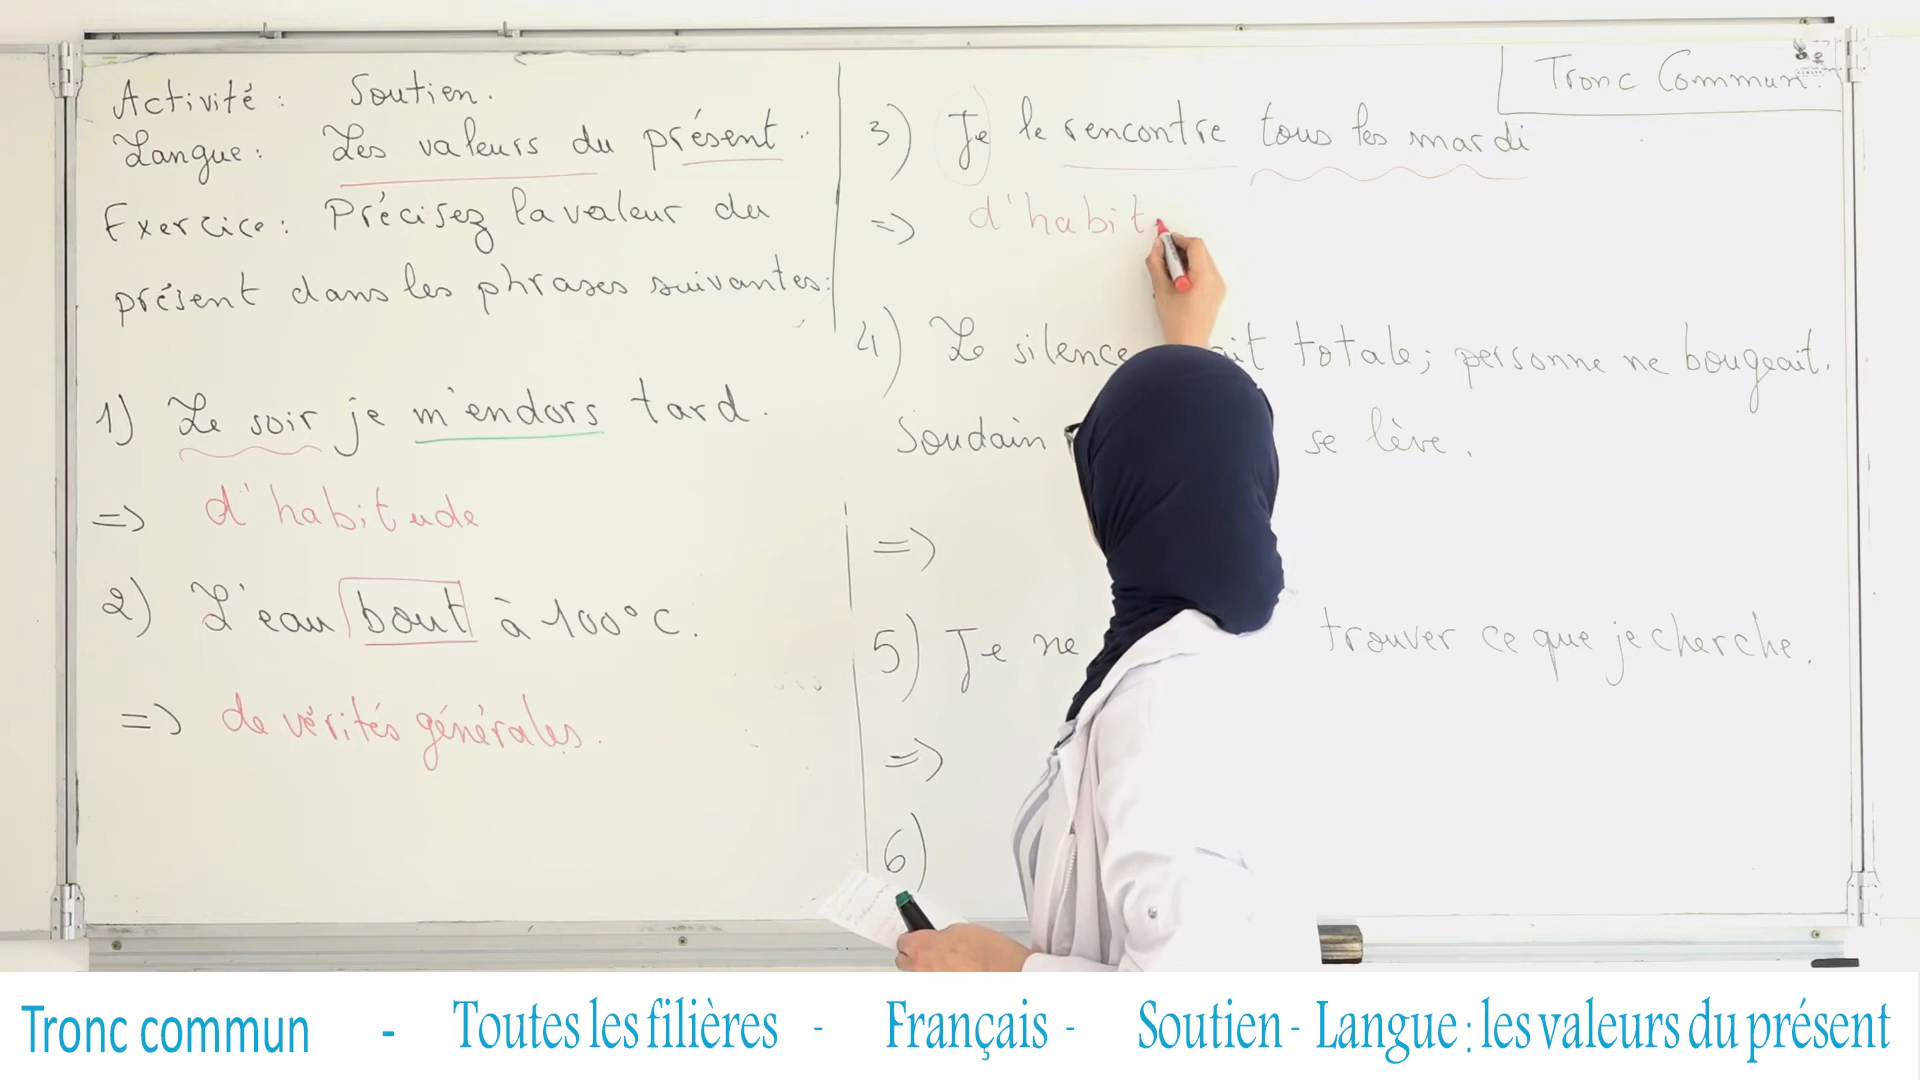 Tronc Commun.
Activité : Soutien.
Langue : Les valeurs du présent.
Exercice : Précisez la valeur du
présent dans les phrases suivantes :
1) Le soir je m'endors tard.
=> d'habitude
2) L'eau bout à 100°C.
=> de vérités générales.
3) Je le rencontre tous les mardi
=> d'habit
4) Le silence ait totale; personne ne bougeait.
Soudain se lève.
=>
5) Je ne trouver ce que je cherche.
=>
6)
Tronc commun - Toutes les filières - Français - Soutien - Langue : les valeurs du présent